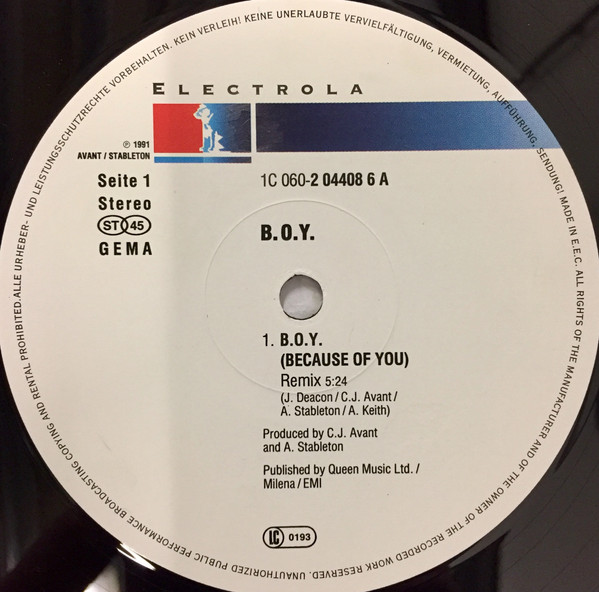 ALLE URHEBER- UND LEISTUNGSSCHUTZRECHTE VORBEHALTEN. KEIN VERLEIH! KEINE UNERLAUBTE VERVIELFÄLTIGUNG, VERMIETUNG, AUFFÜHRUNG, SENDUNG! MADE IN E.E.C. ALL RIGHTS OF THE MANUFACTURER AND OF THE OWNER OF THE RECORDED WORK RESERVED. UNAUTHORIZED PUBLIC PERFORMANCE BROADCASTING COPYING AND RENTAL PROHIBITED.
ELECTROLA
℗ 1991
AVANT / STABLETON
Seite 1
Stereo
ST 45
GEMA
1C 060-2 04408 6 A
B.O.Y.
1. B.O.Y.
(BECAUSE OF YOU)
Remix 5:24
(J. Deacon / C.J. Avant /
A. Stableton / A. Keith)
Produced by C.J. Avant
and A. Stableton
Published by Queen Music Ltd. /
Milena / EMI
LC 0193